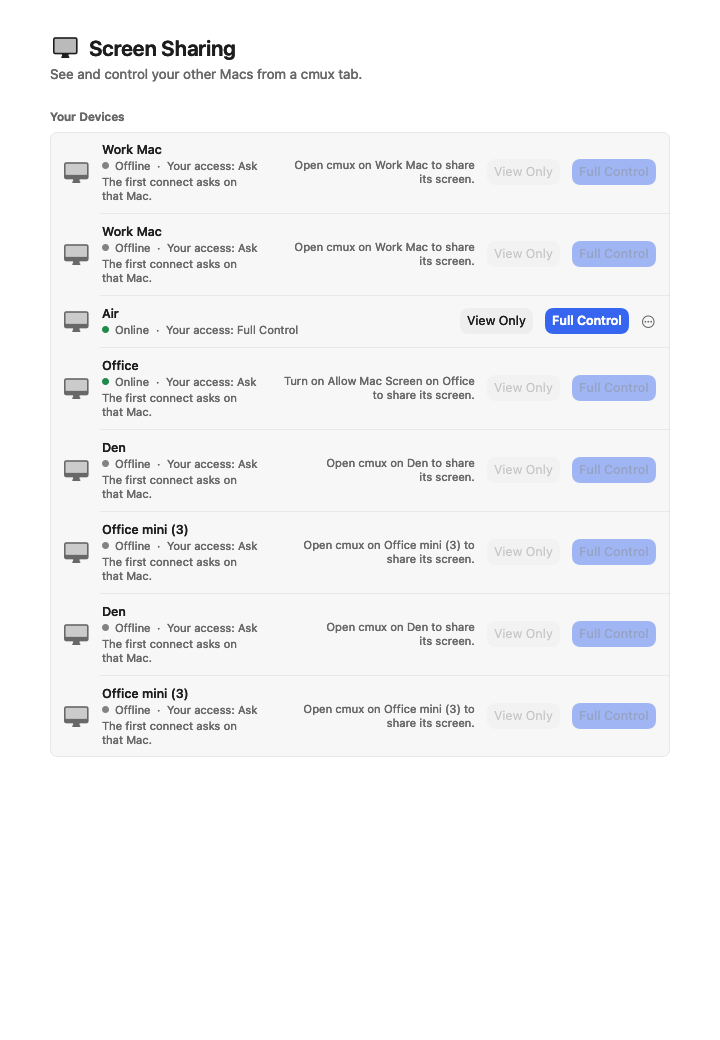 Screen Sharing
See and control your other Macs from a cmux tab.
Your Devices
Work Mac
Offline · Your access: Ask
The first connect asks on
that Mac.
Open cmux on Work Mac to share
its screen.
View Only
Full Control
Work Mac
Offline · Your access: Ask
The first connect asks on
that Mac.
Open cmux on Work Mac to share
its screen.
View Only
Full Control
Air
Online · Your access: Full Control
View Only
Full Control
Office
Online · Your access: Ask
The first connect asks on
that Mac.
Turn on Allow Mac Screen on Office
to share its screen.
View Only
Full Control
Den
Offline · Your access: Ask
The first connect asks on
that Mac.
Open cmux on Den to share
its screen.
View Only
Full Control
Office mini (3)
Offline · Your access: Ask
The first connect asks on
that Mac.
Open cmux on Office mini (3) to
share its screen.
View Only
Full Control
Den
Offline · Your access: Ask
The first connect asks on
that Mac.
Open cmux on Den to share
its screen.
View Only
Full Control
Office mini (3)
Offline · Your access: Ask
The first connect asks on
that Mac.
Open cmux on Office mini (3) to
share its screen.
View Only
Full Control